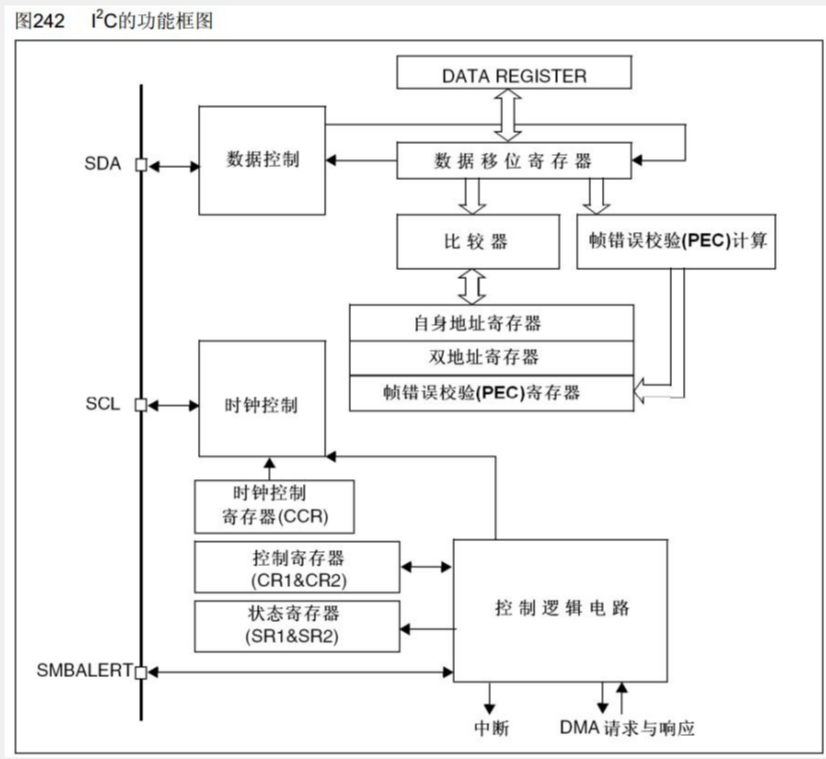 图242 I²C的功能框图
DATA REGISTER
SDA
数据控制
数据移位寄存器
比较器
帧错误校验(PEC)计算
自身地址寄存器
双地址寄存器
帧错误校验(PEC)寄存器
SCL
时钟控制
时钟控制
寄存器(CCR)
控制寄存器
(CR1&CR2)
控制逻辑电路
状态寄存器
(SR1&SR2)
SMBALERT
中断
DMA 请求与响应